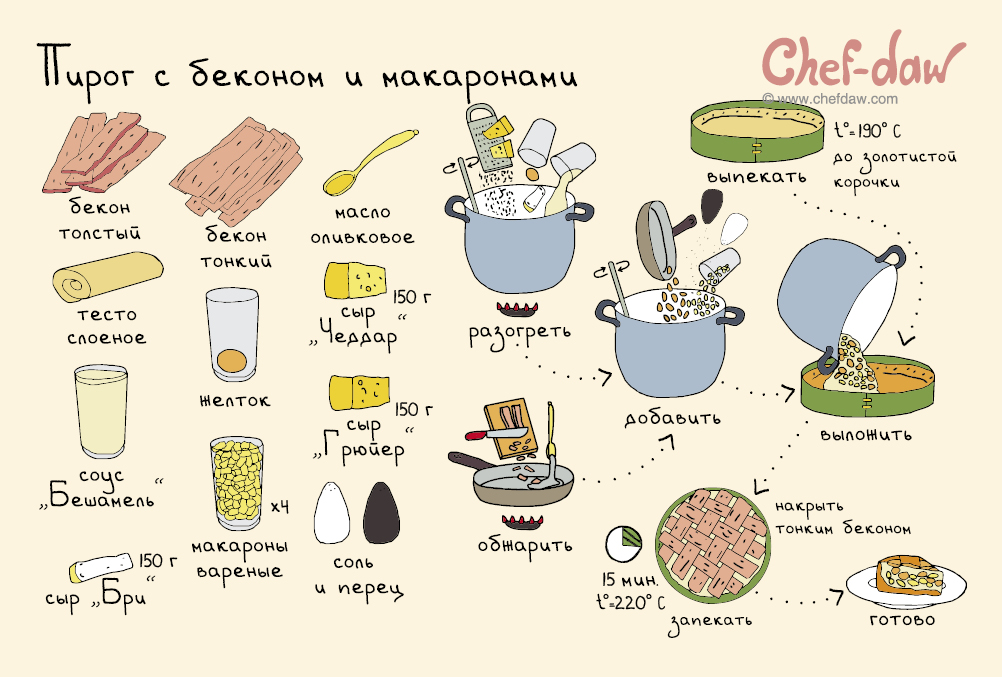 Пирог с беконом и макаронами
Chef-daw
© www.chefdaw.com
бекон
толстый
бекон
тонкий
масло
оливковое
тесто
слоеное
желток
150 г
сыр
„Чеддар“
150 г
сыр
„Грюйер“
соус
„Бешамель“
x4
макароны
вареные
соль
и перец
150 г
сыр „Бри“
разогреть
обжарить
добавить
t°=190° C
до золотистой
корочки
выпекать
выложить
накрыть
тонким беконом
15 мин.
t°=220° C
запекать
готово